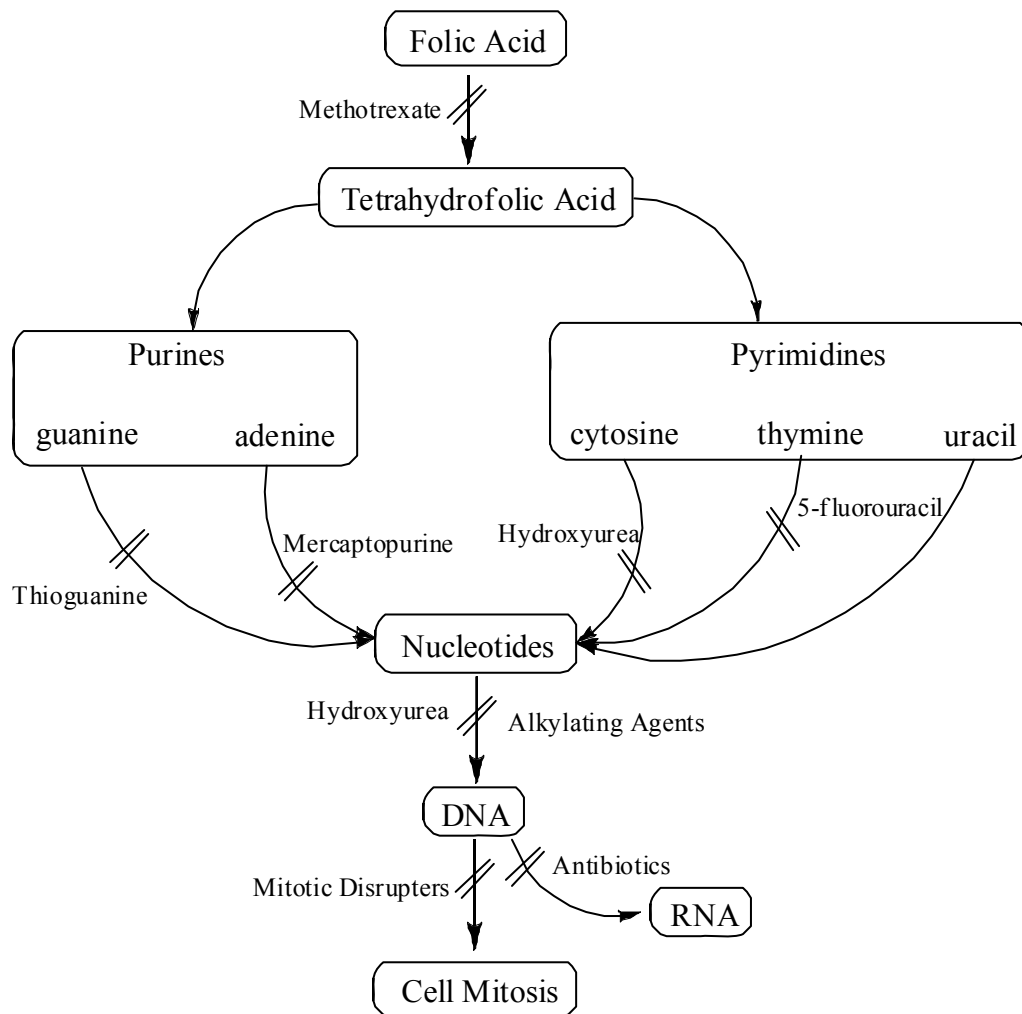 Folic Acid
Methotrexate
Tetrahydrofolic Acid
Purines
guanine adenine
Pyrimidines
cytosine thymine uracil
Thioguanine
Mercaptopurine
Hydroxyurea
5-fluorouracil
Nucleotides
Hydroxyurea
Alkylating Agents
DNA
Mitotic Disrupters
Antibiotics
RNA
Cell Mitosis